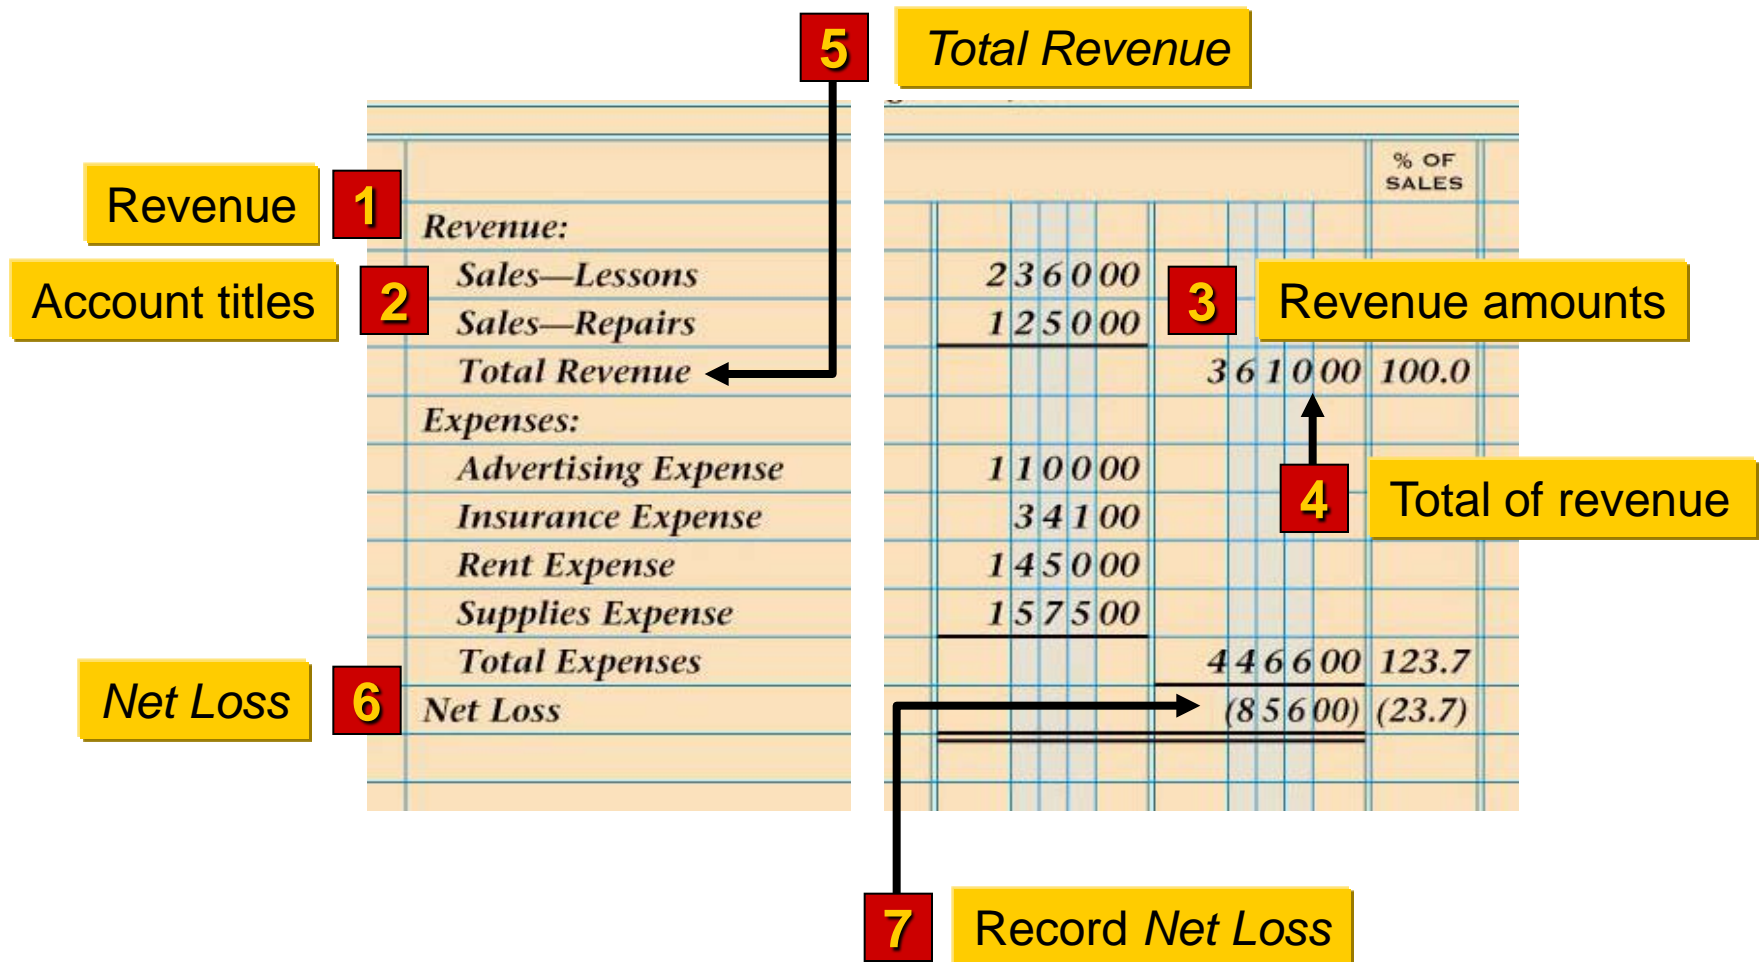 5 Total Revenue
% OF
SALES
Revenue 1 Revenue:
Account titles 2 Sales—Lessons 2 3 6 0 00 3 Revenue amounts
Sales—Repairs 1 2 5 0 00
Total Revenue 3 6 1 0 00 100.0
Expenses:
Advertising Expense 1 1 0 0 00
Insurance Expense 3 4 1 00 4 Total of revenue
Rent Expense 1 4 5 0 00
Supplies Expense 1 5 7 5 00
Total Expenses 4 4 6 6 00 123.7
Net Loss 6 Net Loss (8 5 6 00) (23.7)
7 Record Net Loss